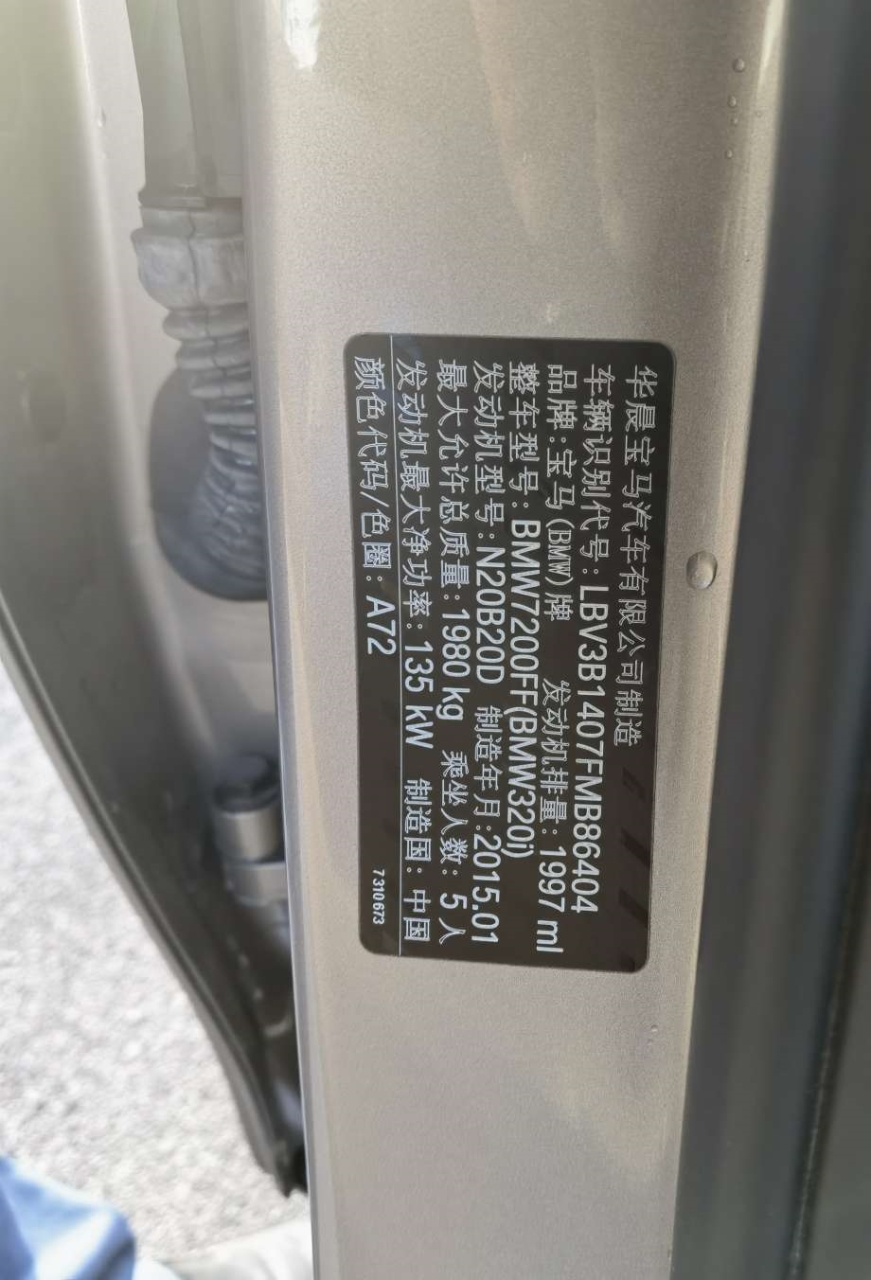 华晨宝马汽车有限公司制造
车辆识别代号: LBV3B1407FMB86404
品牌: 宝马(BMW)牌 发动机排量: 1997 ml
整车型号: BMW7200FF(BMW320i)
发动机型号: N20B20D 制造年月: 2015.01
最大允许总质量: 1980 kg 乘坐人数: 5 人
发动机最大净功率: 135 kW 制造国: 中国
颜色代码/色圈: A72
7310673